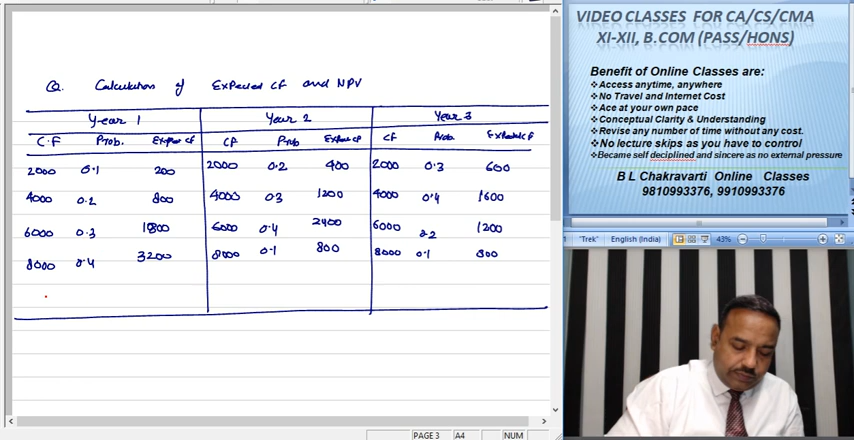 Q. Calculation of Expected CF and NPV
Year 1 Year 2 Year 3
C.F Prob. Expec CF CF Prob Expec CF CF Prob. Expected CF
2000 0.1 200 2000 0.2 400 2000 0.3 600
4000 0.2 800 4000 0.3 1200 4000 0.4 1600
6000 0.3 1800 6000 0.4 2400 6000 0.2 1200
8000 0.4 3200 8000 0.1 800 8000 0.1 800
PAGE 3 A4 NUM
VIDEO CLASSES FOR CA/CS/CMA
XI-XII, B.COM (PASS/HONS)
Benefit of Online Classes are:
❖Access anytime, anywhere
❖No Travel and Internet Cost
❖Ace at your own pace
❖Conceptual Clarity & Understanding
❖Revise any number of time without any cost.
❖No lecture skips as you have to control
❖Became self deciplined and sincere as no external pressure
B L Chakravarti Online Classes
9810993376, 9910993376
"Trek" English (India) 43%